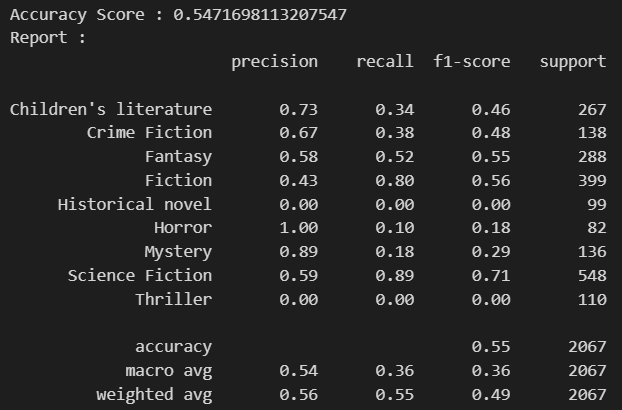 Accuracy Score : 0.5471698113207547
Report :
precision recall f1-score support
Children's literature 0.73 0.34 0.46 267
Crime Fiction 0.67 0.38 0.48 138
Fantasy 0.58 0.52 0.55 288
Fiction 0.43 0.80 0.56 399
Historical novel 0.00 0.00 0.00 99
Horror 1.00 0.10 0.18 82
Mystery 0.89 0.18 0.29 136
Science Fiction 0.59 0.89 0.71 548
Thriller 0.00 0.00 0.00 110
accuracy 0.55 2067
macro avg 0.54 0.36 0.36 2067
weighted avg 0.56 0.55 0.49 2067